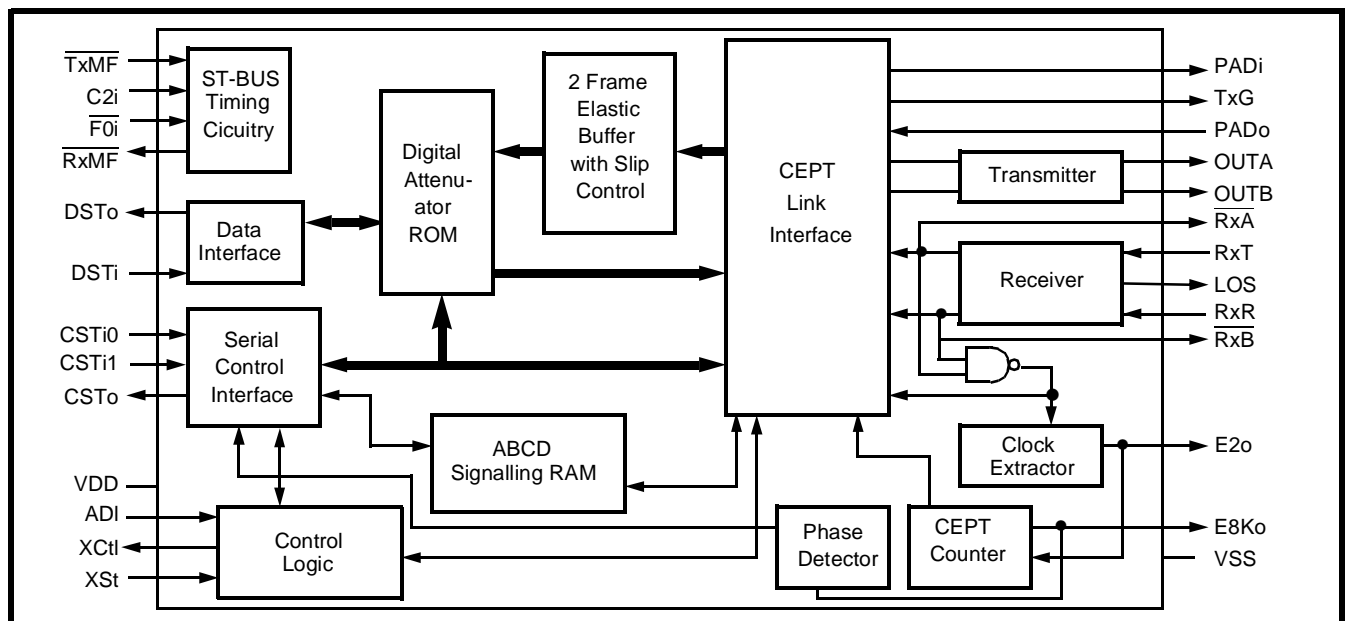 TxMF
C2i
F0i
RxMF
DSTo
DSTi
CSTi0
CSTi1
CSTo
VDD
ADI
XCtl
XSt
ST-BUS
Timing
Cicuitry
Data
Interface
Serial
Control
Interface
Control
Logic
Digital
Attenu-
ator
ROM
2 Frame
Elastic
Buffer
with Slip
Control
ABCD
Signalling RAM
CEPT
Link
Interface
Phase
Detector
CEPT
Counter
Transmitter
Receiver
Clock
Extractor
PADi
TxG
PADo
OUTA
OUTB
RxA
RxT
LOS
RxR
RxB
E2o
E8Ko
VSS